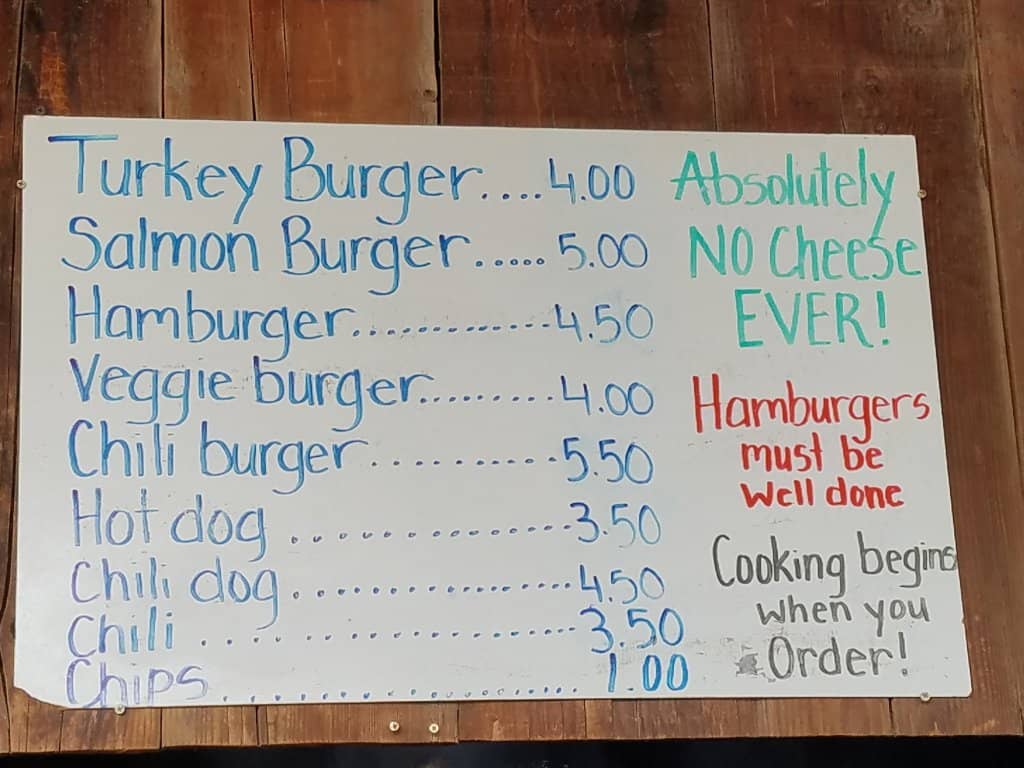 Turkey Burger....4.00
Salmon Burger.....5.00
Hamburger............4.50
Veggie burger.........4.00
Chili burger..........5.50
Hot dog...............3.50
Chili dog...............4.50
Chili..................3.50
Chips......................1.00
Absolutely
NO Cheese
EVER!
Hamburgers
must be
well done
Cooking begins
when you
Order!